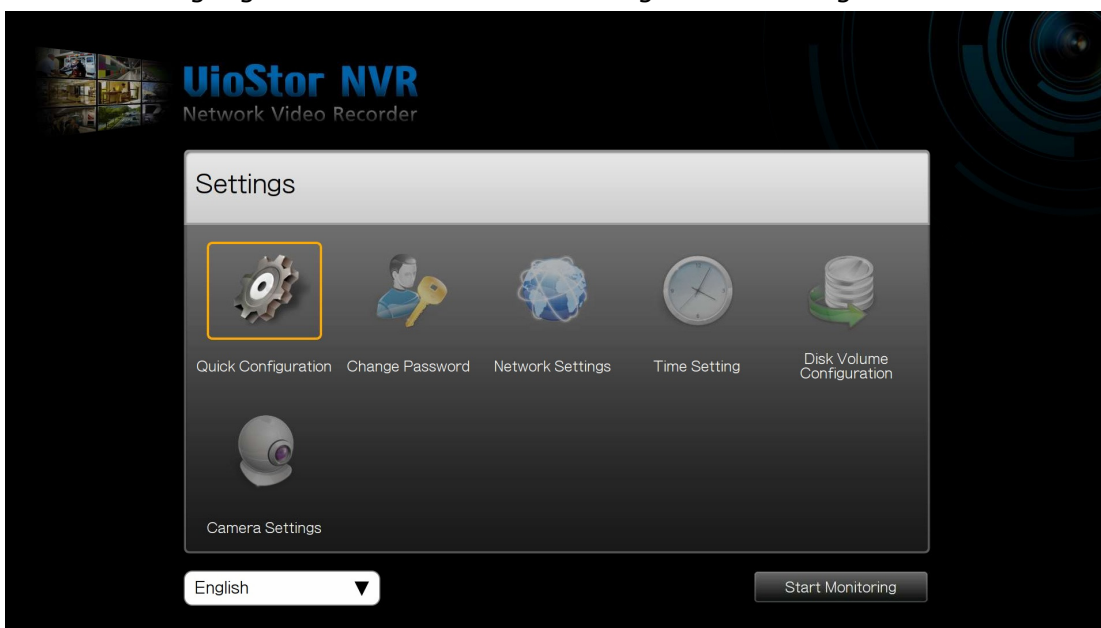 VioStor NVR
Network Video Recorder
Settings
Quick Configuration
Change Password
Network Settings
Time Setting
Disk Volume
Configuration
Camera Settings
English
Start Monitoring